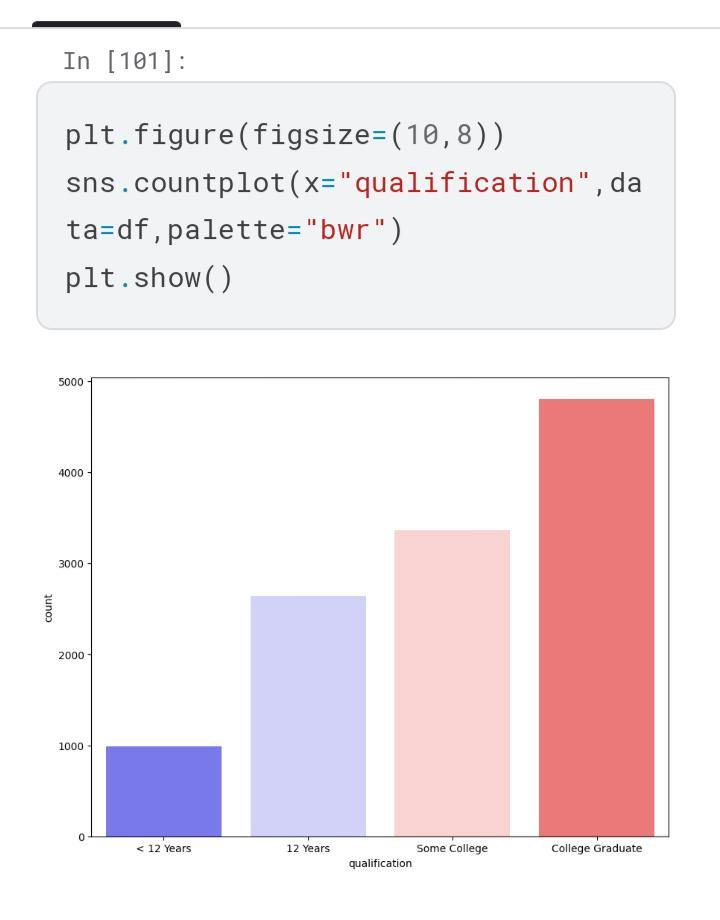 In [101]:
plt.figure(figsize=(10,8))
sns.countplot(x="qualification",da
ta=df,palette="bwr")
plt.show()
5000
4000
3000
2000
1000
0
count
< 12 Years
12 Years
Some College
College Graduate
qualification